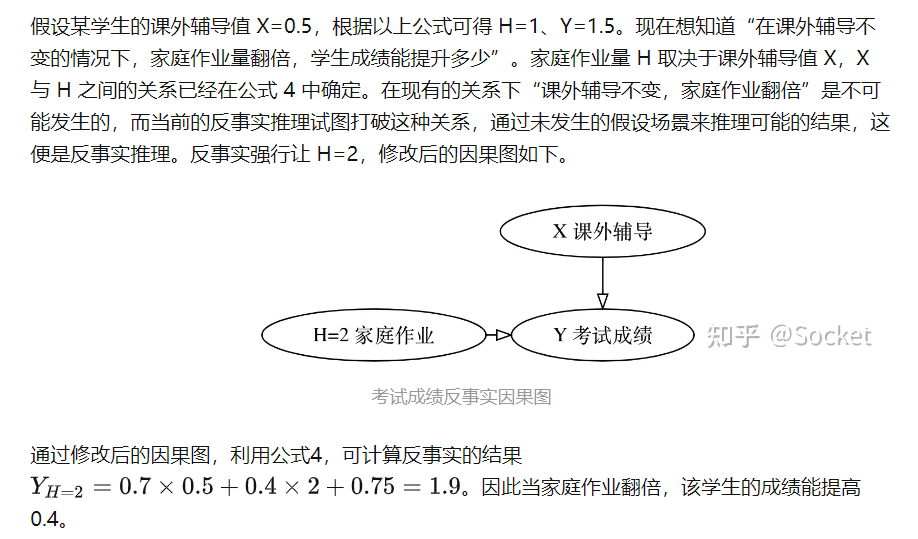 假设某学生的课外辅导值 X=0.5，根据以上公式可得 H=1、Y=1.5。现在想知道“在课外辅导不
变的情况下，家庭作业量翻倍，学生成绩能提升多少”。家庭作业量 H 取决于课外辅导值 X，X
与 H 之间的关系已经在公式 4 中确定。在现有的关系下“课外辅导不变，家庭作业翻倍”是不可
能发生的，而当前的反事实推理试图打破这种关系，通过未发生的假设场景来推理可能的结果，这
便是反事实推理。反事实强行让 H=2，修改后的因果图如下。
X 课外辅导
H=2 家庭作业
Y 考试成绩
知乎 @Socket
考试成绩反事实因果图
通过修改后的因果图，利用公式4，可计算反事实的结果
Y_{H=2} = 0.7 × 0.5 + 0.4 × 2 + 0.75 = 1.9。因此当家庭作业翻倍，该学生的成绩能提高
0.4。